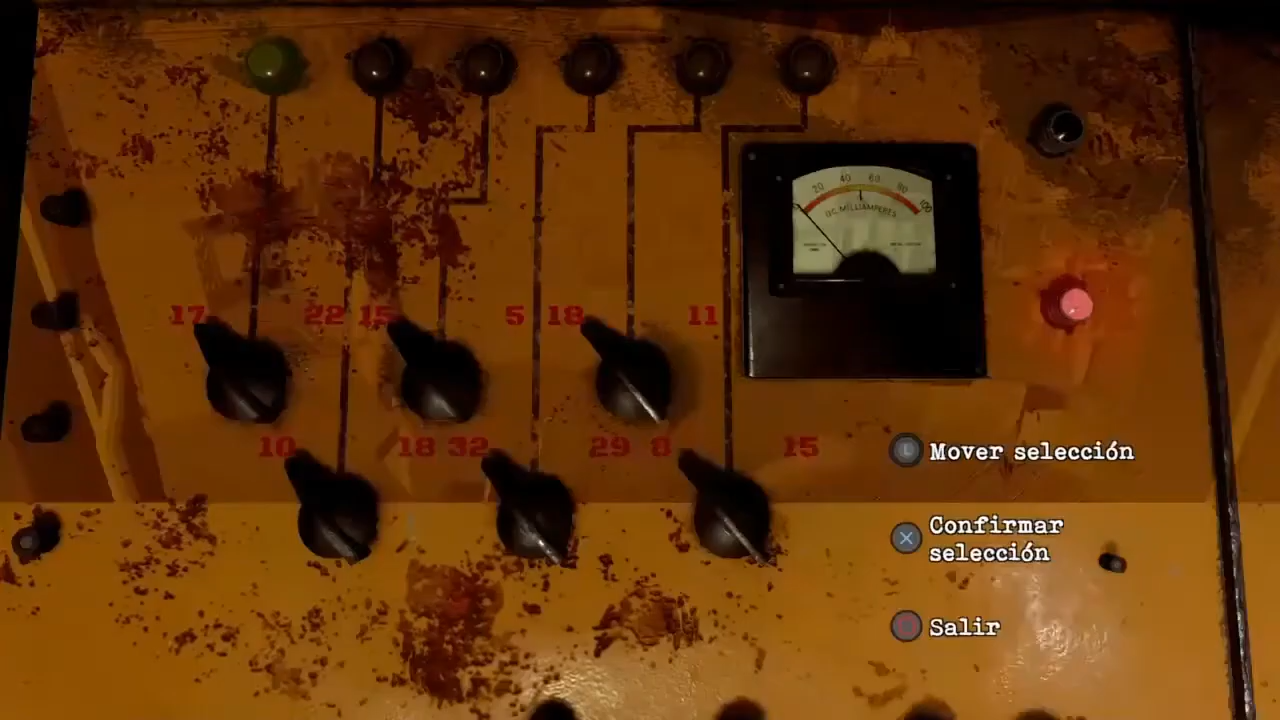 20 40 60 80 100
D.C. MILLIAMPERES
17 22 15 5 18 11
10 18 32 29 8 15
Mover selección
Confirmar
selección
Salir